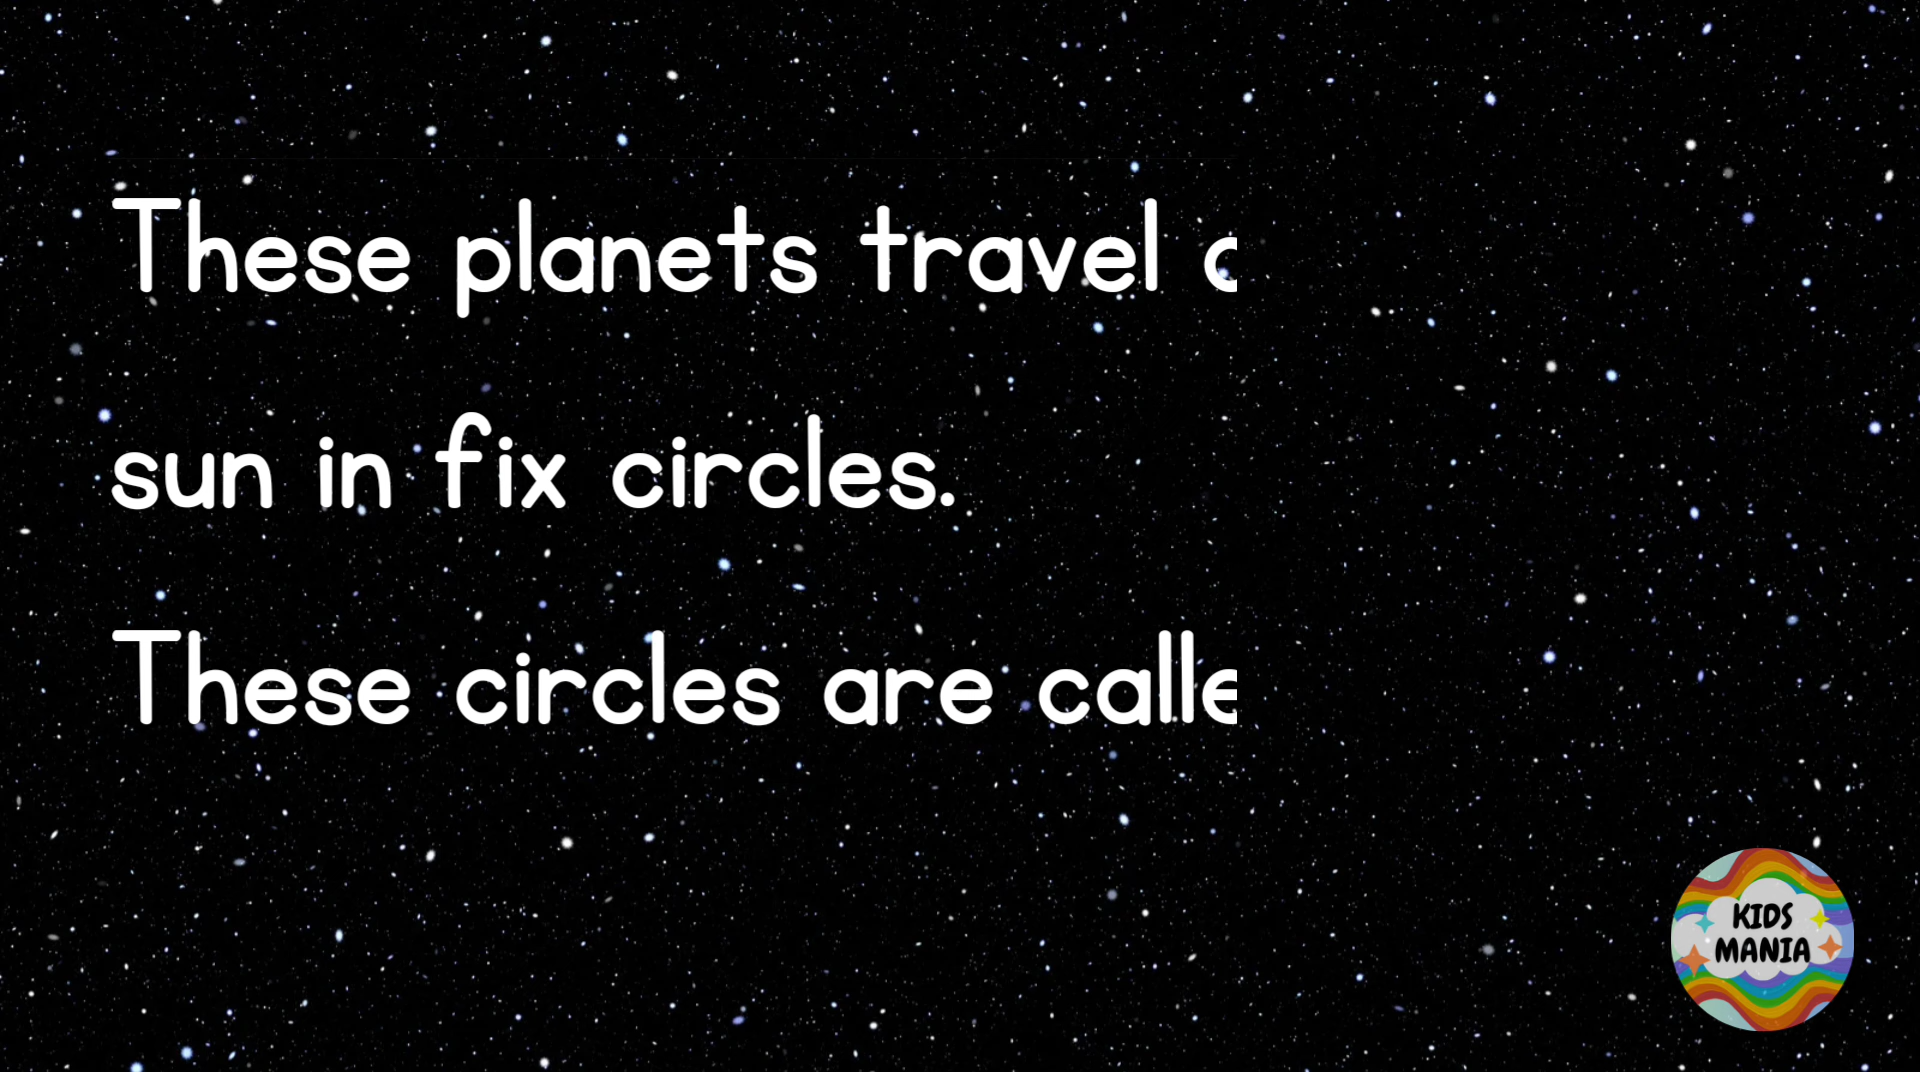 These planets travel
sun in fix circles.
These circles are
KIDS
MANIA